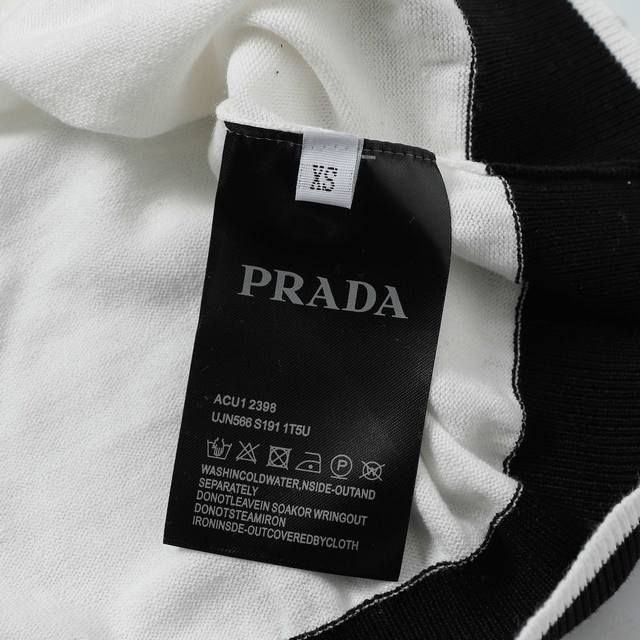 XS
PRADA
ACU1 2398
UJN566 S191 1T5U
WASHINCOLDWATER,NSIDE-OUTAND
SEPARATELY
DONOTLEAVEIN SOAKOR WRINGOUT
DONOTSTEAMIRON
IRONINSDE-OUTCOVEREDBYCLOTH